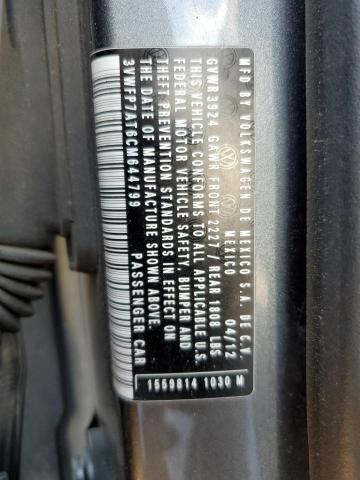 MFD BY VOLKSWAGEN DE MEXICO S.A. DE C.V.
MEXICO 04/12
GVWR 3924 GAWR FRONT 2227 / REAR 1808 LBS
THIS VEHICLE CONFORMS TO ALL APPLICABLE U.S.
FEDERAL MOTOR VEHICLE SAFETY, BUMPER AND
THEFT PREVENTION STANDARDS IN EFFECT ON
THE DATE OF MANUFACTURE SHOWN ABOVE.
3VWFP7AT6CM644799 PASSENGER CAR
1559814 1030 M